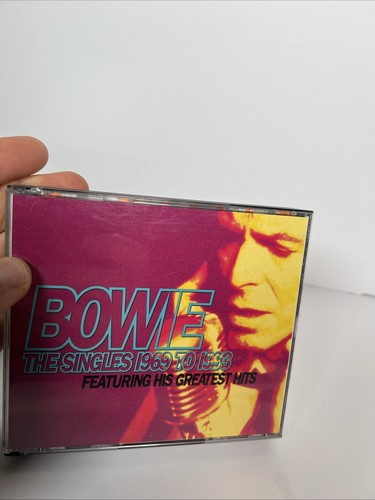 BOWIE
THE SINGLES 1969 TO 1993
FEATURING HIS GREATEST HITS